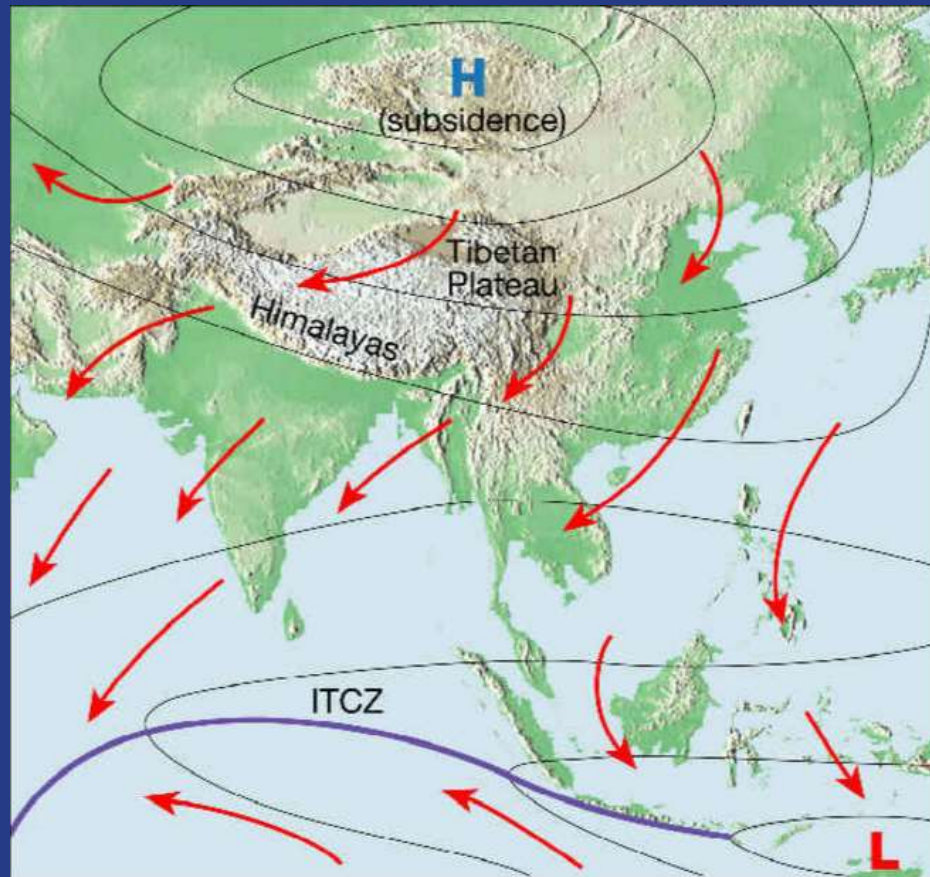 H
(subsidence)
Tibetan
Plateau
Himalayas
ITCZ
L